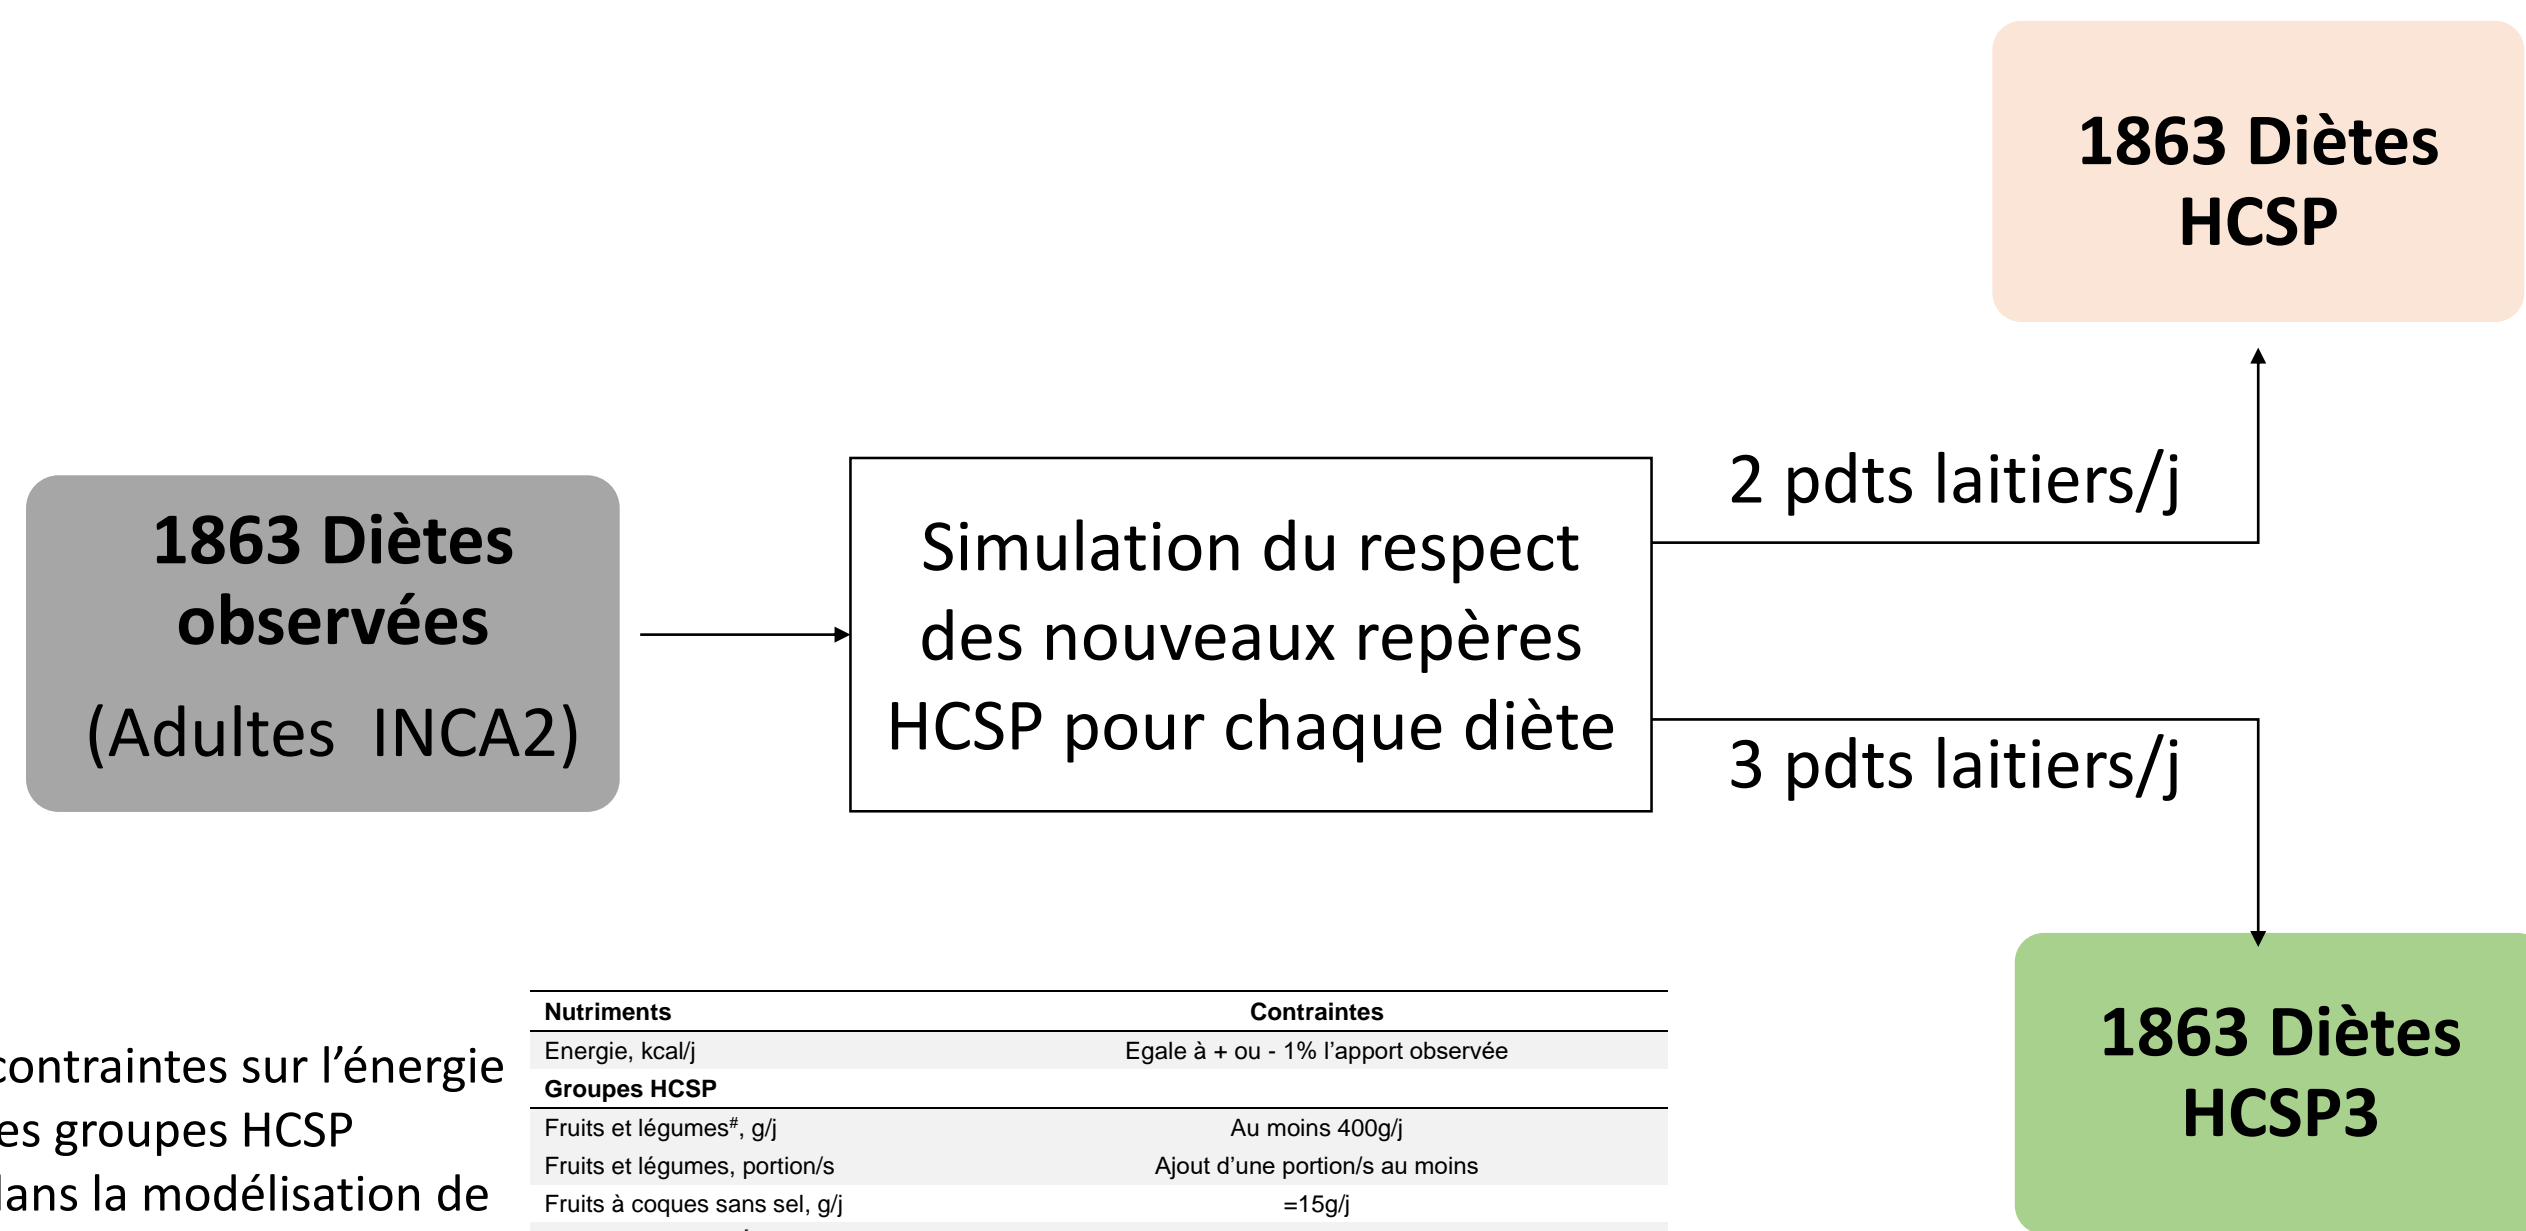 1863 Diètes
HCSP
2 pdts laitiers/j
1863 Diètes
observées
(Adultes INCA2)
Simulation du respect
des nouveaux repères
HCSP pour chaque diète
3 pdts laitiers/j
1863 Diètes
HCSP3
contraintes sur l’énergie
es groupes HCSP
dans la modélisation de
Nutriments Contraintes
Energie, kcal/j Egale à + ou - 1% l’apport observée
Groupes HCSP
Fruits et légumes#, g/j Au moins 400g/j
Fruits et légumes, portion/s Ajout d’une portion/s au moins
Fruits à coques sans sel, g/j =15g/j